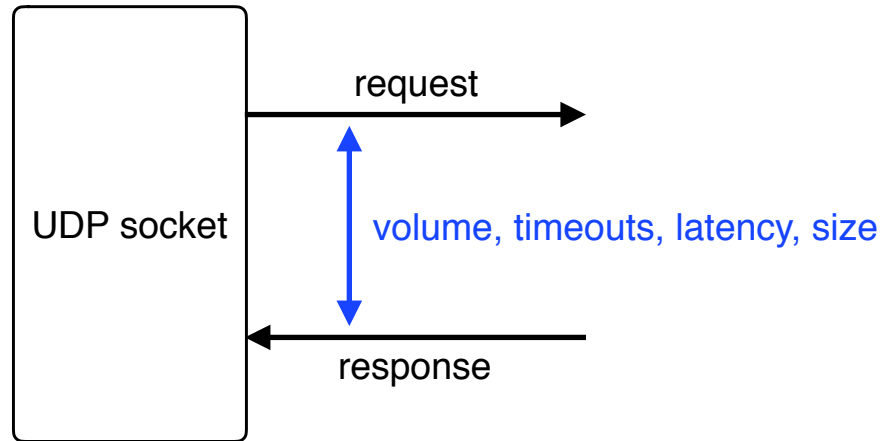 request
UDP socket
volume, timeouts, latency, size
response